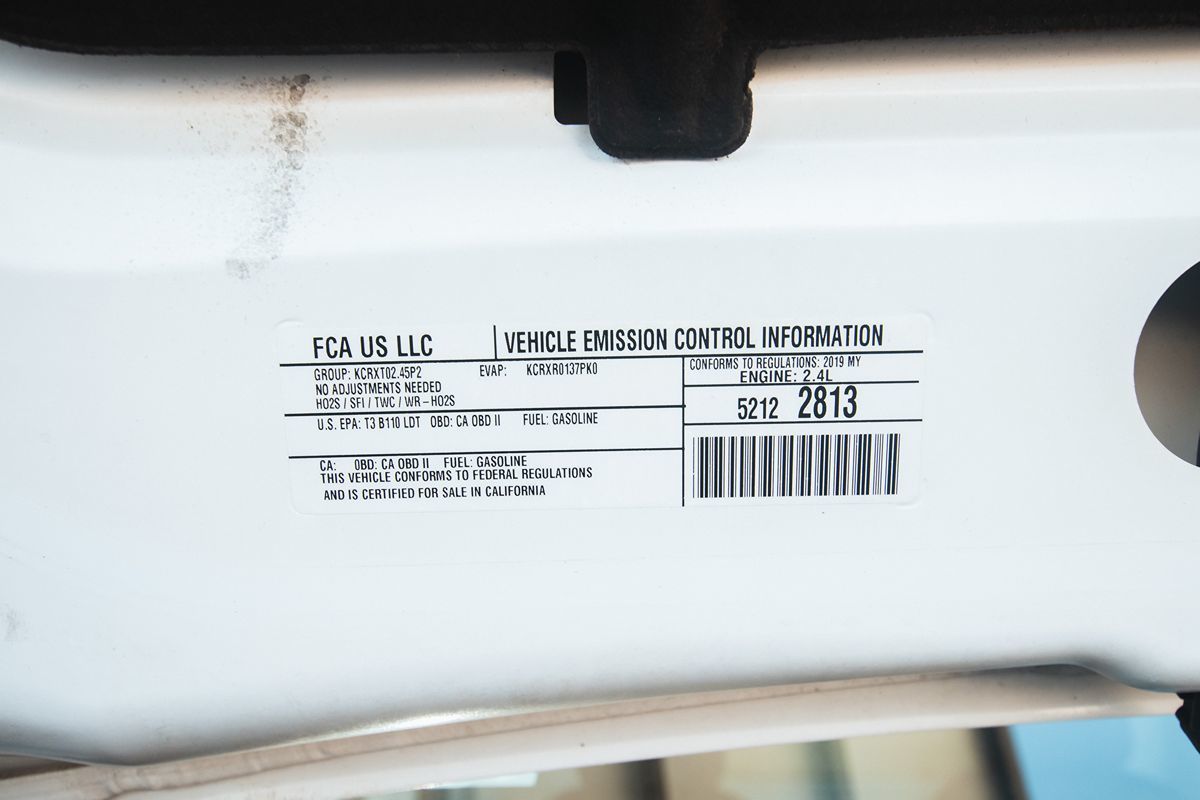 FCA US LLC
VEHICLE EMISSION CONTROL INFORMATION
GROUP: KCRXT02.45P2 EVAP: KCRXR0137PK0
NO ADJUSTMENTS NEEDED
HO2S / SFI / TWC / WR-HO2S
U.S. EPA: T3 B110 LDT OBD: CA OBD II FUEL: GASOLINE
CA: OBD: CA OBD II FUEL: GASOLINE
THIS VEHICLE CONFORMS TO FEDERAL REGULATIONS
AND IS CERTIFIED FOR SALE IN CALIFORNIA
CONFORMS TO REGULATIONS: 2019 MY
ENGINE: 2.4L
5212 2813